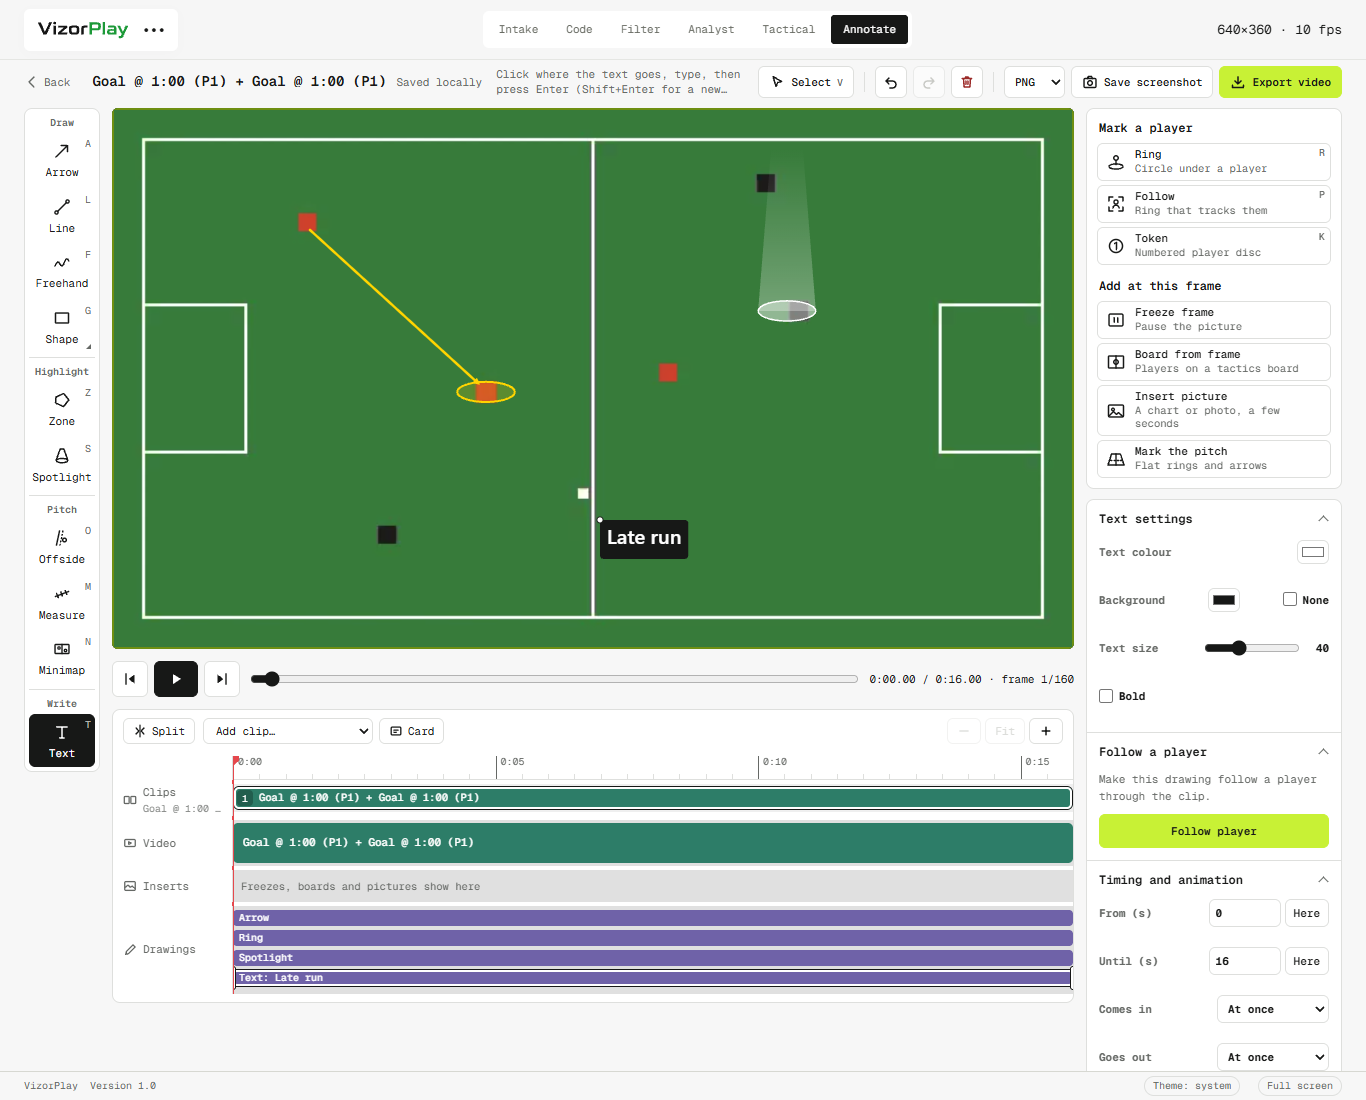 VizorPlay
Intake
Code
Filter
Analyst
Tactical
Annotate
640×360 · 10 fps
Back
Goal @ 1:00 (P1) + Goal @ 1:00 (P1)
Saved locally
Click where the text goes, type, then
press Enter (Shift+Enter for a new…
Select V
PNG
Save screenshot
Export video
Draw
A
Arrow
L
Line
F
Freehand
G
Shape
Highlight
Z
Zone
S
Spotlight
Pitch
O
Offside
M
Measure
N
Minimap
Write
T
Text
Late run
0:00.00 / 0:16.00 · frame 1/160
Split
Add clip…
Card
Fit
0:00
0:05
0:10
0:15
Clips
Goal @ 1:00 …
1 Goal @ 1:00 (P1) + Goal @ 1:00 (P1)
Video
Goal @ 1:00 (P1) + Goal @ 1:00 (P1)
Inserts
Freezes, boards and pictures show here
Drawings
Arrow
Ring
Spotlight
Text: Late run
Mark a player
Ring
R
Circle under a player
Follow
P
Ring that tracks them
1
Token
K
Numbered player disc
Add at this frame
Freeze frame
Pause the picture
Board from frame
Players on a tactics board
Insert picture
A chart or photo, a few
seconds
Mark the pitch
Flat rings and arrows
Text settings
Text colour
Background
None
Text size
40
Bold
Follow a player
Make this drawing follow a player
through the clip.
Follow player
Timing and animation
From (s)
0
Here
Until (s)
16
Here
Comes in
At once
Goes out
At once
VizorPlay
Version 1.0
Theme: system
Full screen